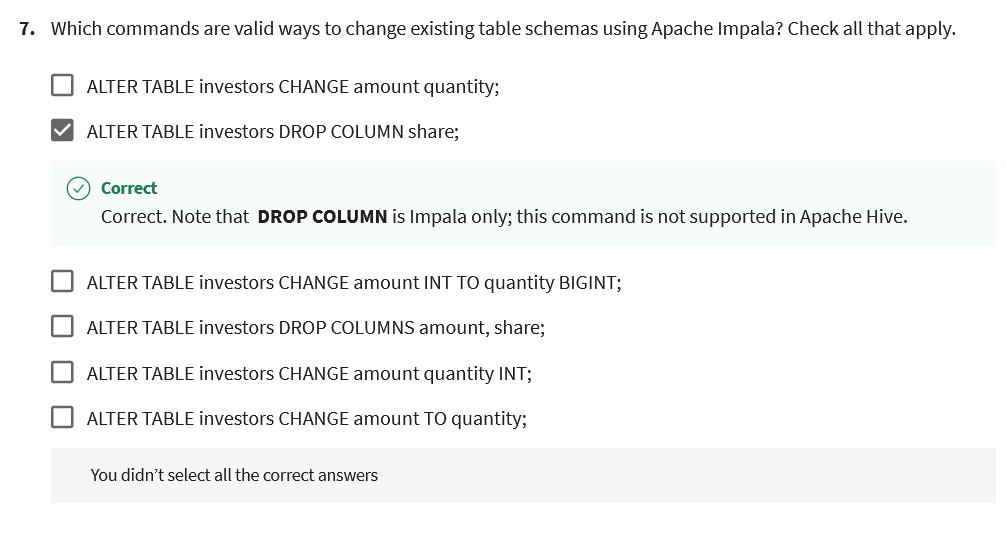 7. Which commands are valid ways to change existing table schemas using Apache Impala? Check all that apply.
ALTER TABLE investors CHANGE amount quantity;
ALTER TABLE investors DROP COLUMN share;
Correct
Correct. Note that DROP COLUMN is Impala only; this command is not supported in Apache Hive.
ALTER TABLE investors CHANGE amount INT TO quantity BIGINT;
ALTER TABLE investors DROP COLUMNS amount, share;
ALTER TABLE investors CHANGE amount quantity INT;
ALTER TABLE investors CHANGE amount TO quantity;
You didn’t select all the correct answers